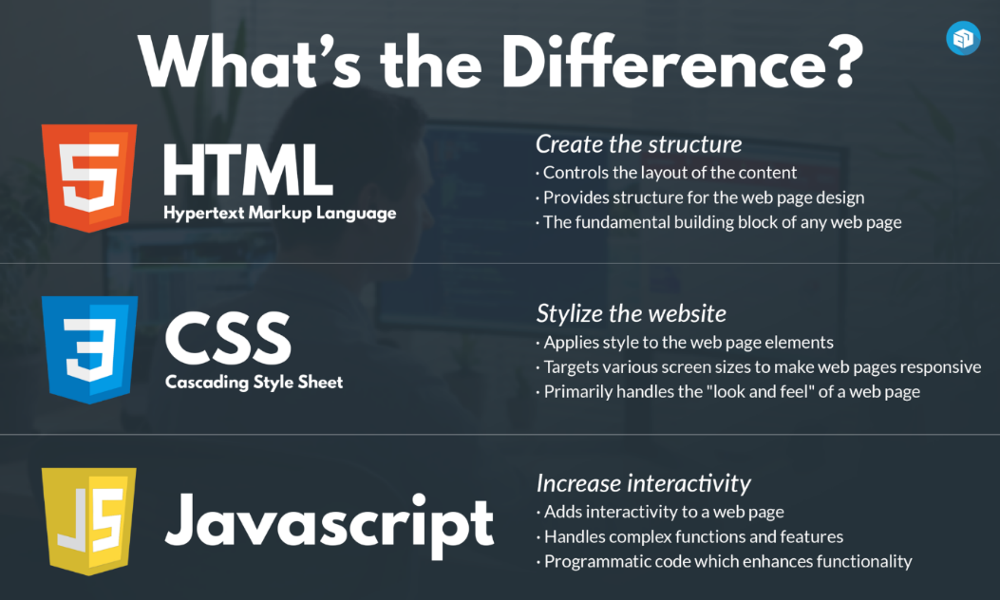 What's the Difference?
HTML
Hypertext Markup Language
Create the structure
· Controls the layout of the content
· Provides structure for the web page design
· The fundamental building block of any web page
CSS
Cascading Style Sheet
Stylize the website
· Applies style to the web page elements
· Targets various screen sizes to make web pages responsive
· Primarily handles the "look and feel" of a web page
JS
Javascript
Increase interactivity
· Adds interactivity to a web page
· Handles complex functions and features
· Programmatic code which enhances functionality